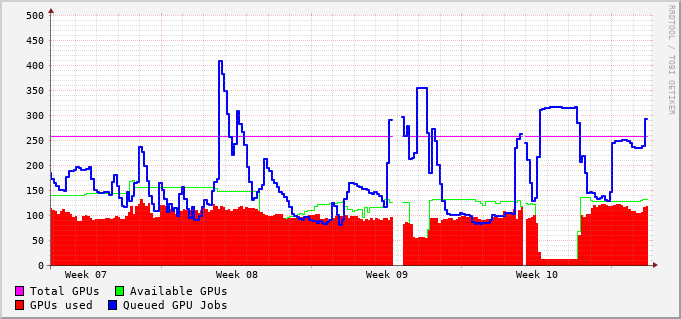 500
450
400
350
300
250
200
150
100
50
0
Week 07 Week 08 Week 09 Week 10
Total GPUs Available GPUs
GPUs used Queued GPU Jobs
RRDTOOL / TOBI OETIKER